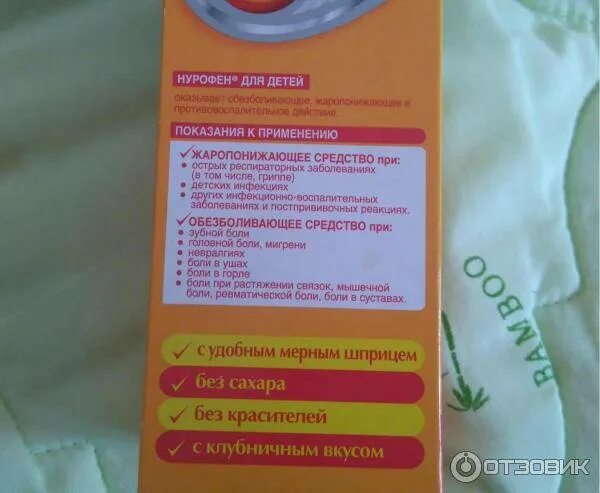 НУРОФЕН® ДЛЯ ДЕТЕЙ
оказывает обезболивающее, жаропонижающее и
противовоспалительное действие.
ПОКАЗАНИЯ К ПРИМЕНЕНИЮ
✓ЖАРОПОНИЖАЮЩЕЕ СРЕДСТВО при:
• острых респираторных заболеваниях
(в том числе, гриппе)
• детских инфекциях
• других инфекционно-воспалительных
заболеваниях и постпрививочных реакциях.
✓ОБЕЗБОЛИВАЮЩЕЕ СРЕДСТВО при:
• зубной боли
• головной боли, мигрени
• невралгиях
• боли в ушах
• боли в горле
• боли при растяжении связок, мышечной
боли, ревматической боли, боли в суставах.
✓ с удобным мерным шприцем
✓ без сахара
✓ без красителей
✓ с клубничным вкусом
BAMBOO
ОТЗОВИК